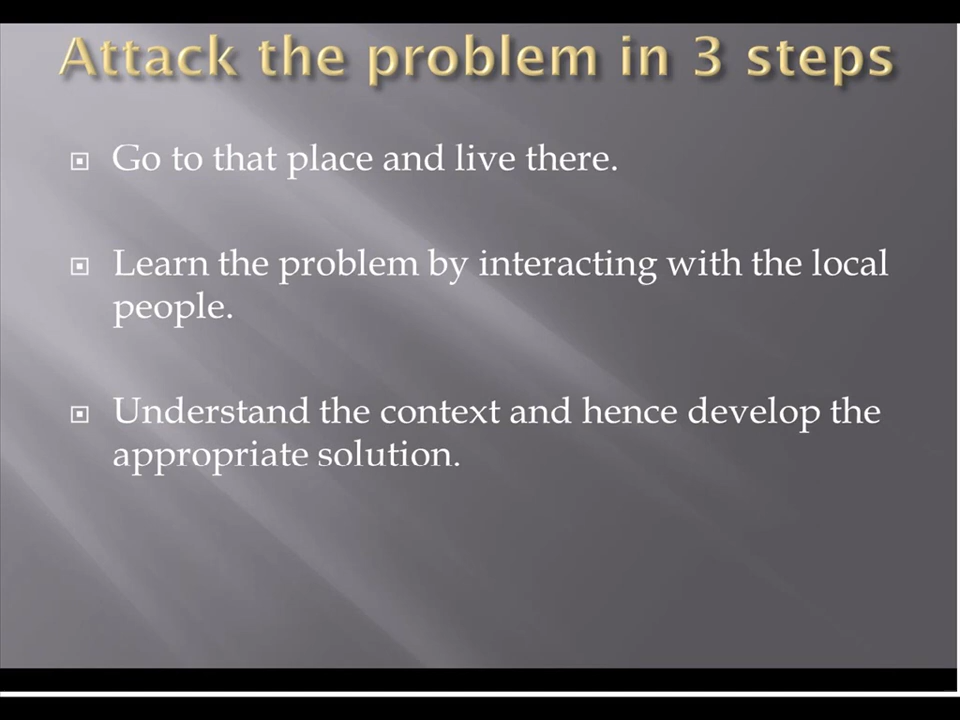 Attack the problem in 3 steps
Go to that place and live there.
Learn the problem by interacting with the local
people.
Understand the context and hence develop the
appropriate solution.